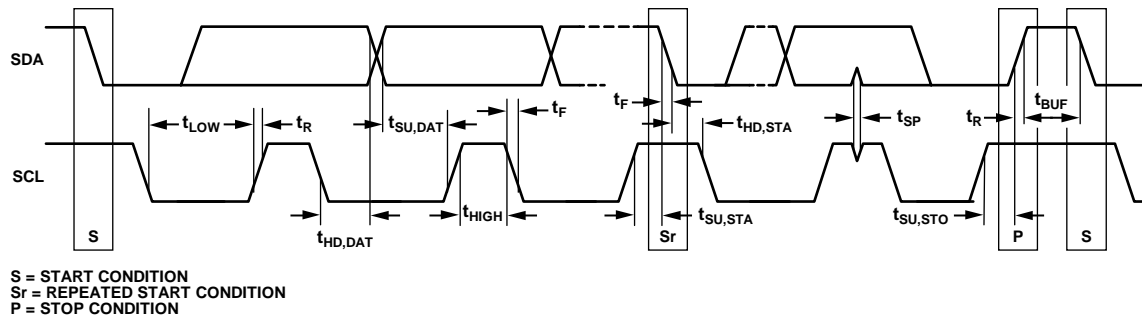 SDA
tLOW
tR
tSU,DAT
tF
tF
tHD,STA
tSP
tR
tBUF
SCL
tHD,DAT
tHIGH
tSU,STA
tSU,STO
S
Sr
P
S
S = START CONDITION
Sr = REPEATED START CONDITION
P = STOP CONDITION